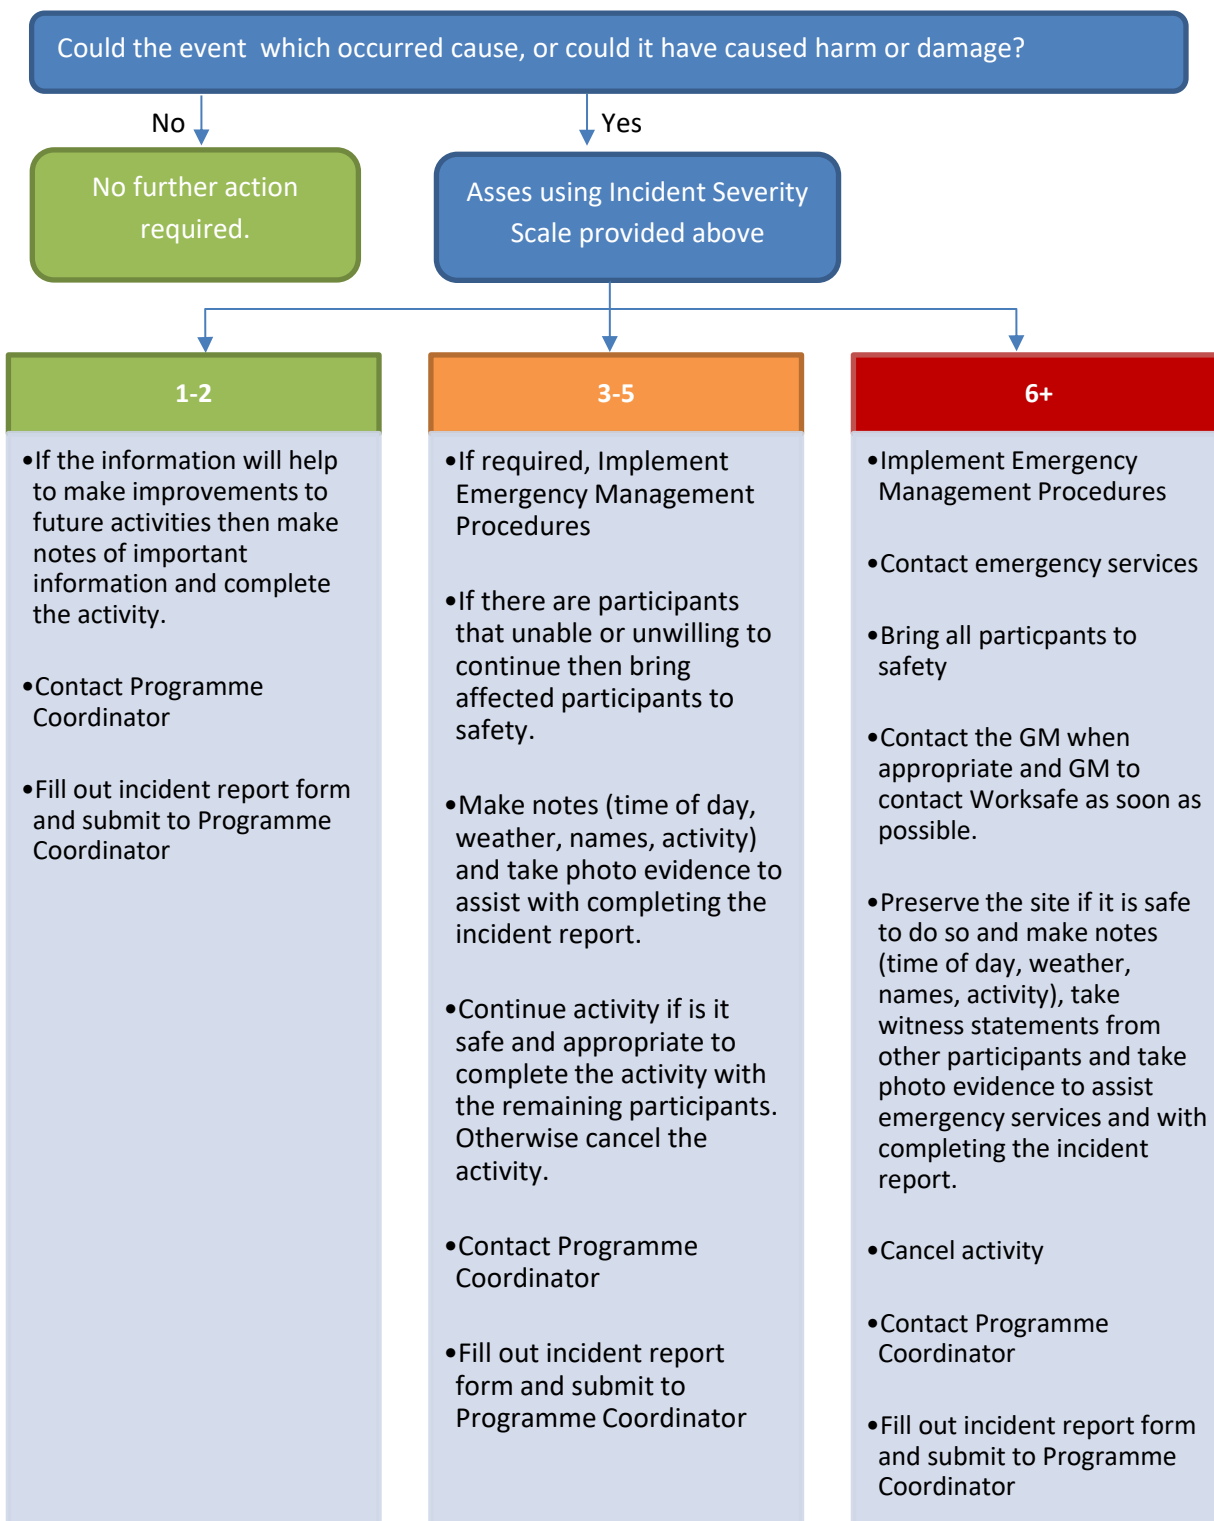 Could the event  which occurred cause, or could it have caused harm or damage?
No
Yes
No further action
required.
Asses using Incident Severity
Scale provided above
1-2
•If the information will help
to make improvements to
future activities then make
notes of important
information and complete
the activity.
•Contact Programme
Coordinator
•Fill out incident report form
and submit to Programme
Coordinator
3-5
•If required, Implement
Emergency Management
Procedures
•If there are participants
that unable or unwilling to
continue then bring
affected participants to
safety.
•Make notes (time of day,
weather, names, activity)
and take photo evidence to
assist with completing the
incident report.
•Continue activity if is it
safe and appropriate to
complete the activity with
the remaining participants.
Otherwise cancel the
activity.
•Contact Programme
Coordinator
•Fill out incident report
form and submit to
Programme Coordinator
6+
•Implement Emergency
Management Procedures
•Contact emergency services
•Bring all particpants to
safety
•Contact the GM when
appropriate and GM to
contact Worksafe as soon as
possible.
•Preserve the site if it is safe
to do so and make notes
(time of day, weather,
names, activity), take
witness statements from
other participants and take
photo evidence to assist
emergency services and with
completing the incident
report.
•Cancel activity
•Contact Programme
Coordinator
•Fill out incident report form
and submit to Programme
Coordinator